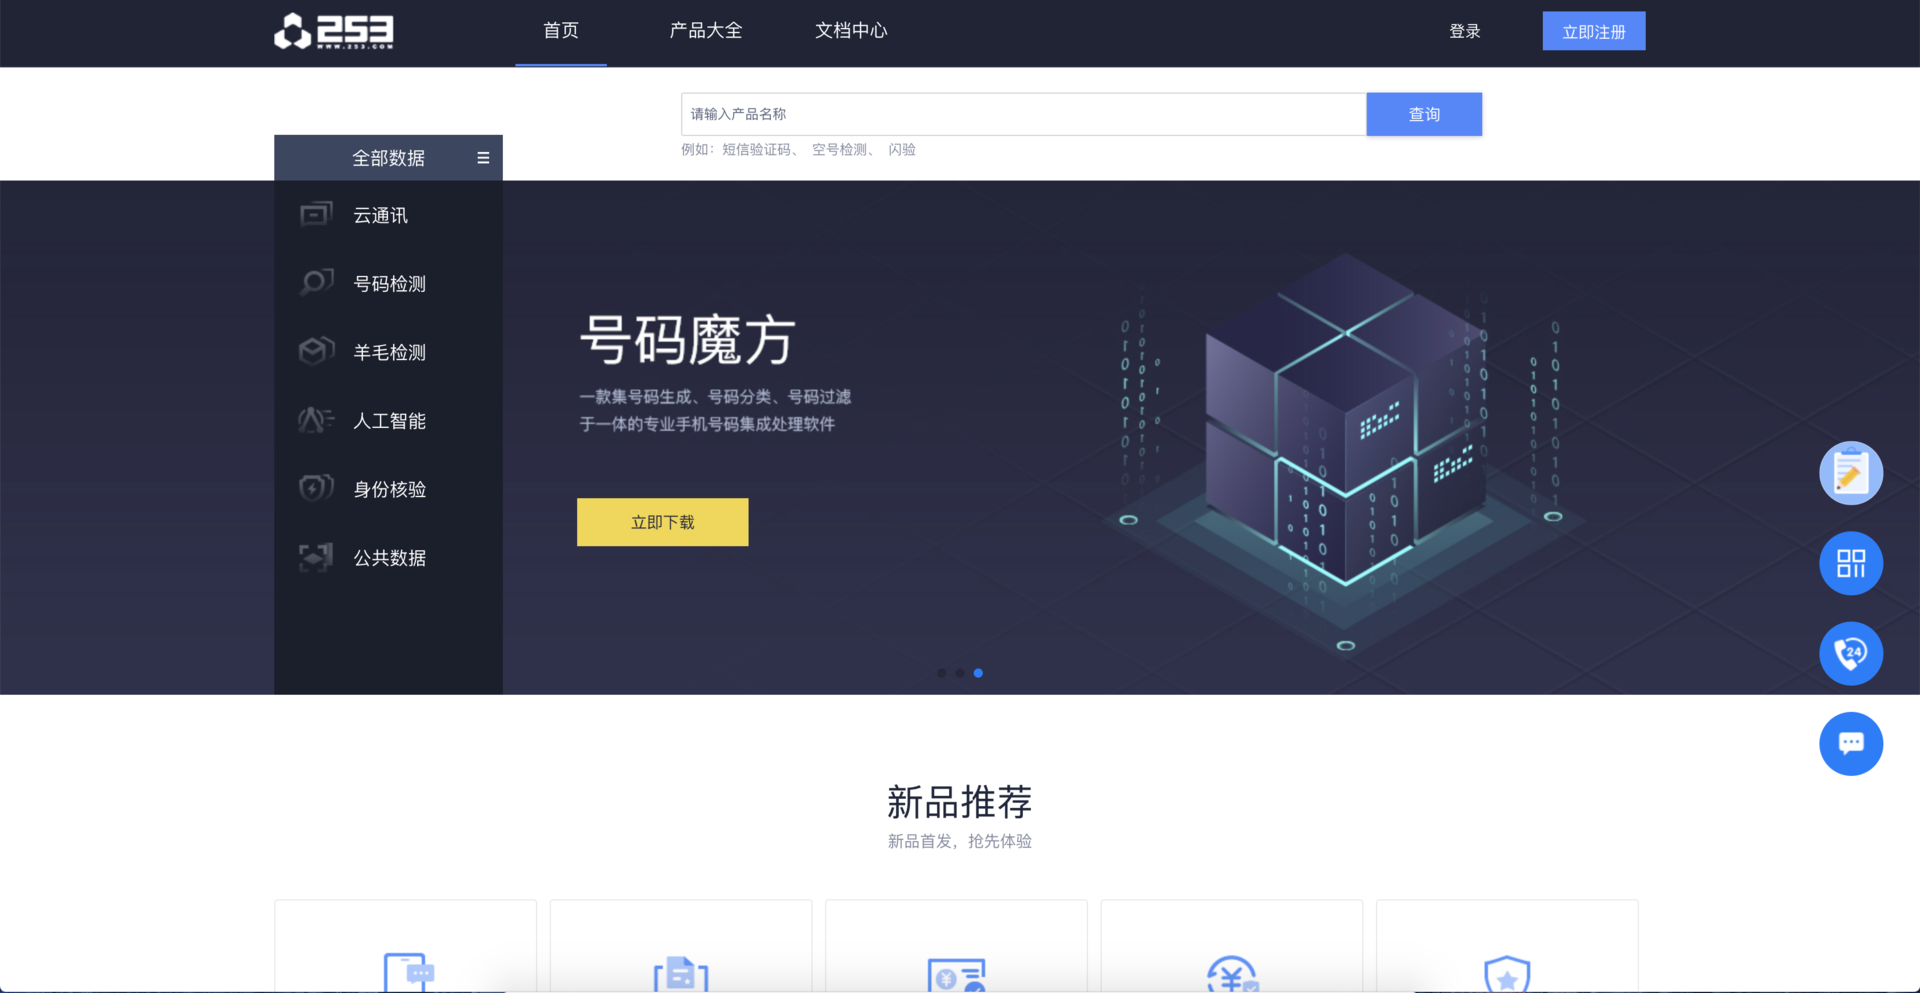 253
WWW.253.COM
首页
产品大全
文档中心
登录
立即注册
请输入产品名称
查询
例如：短信验证码、 空号检测、 闪验
全部数据
云通讯
号码检测
羊毛检测
人工智能
身份核验
公共数据
号码魔方
一款集号码生成、号码分类、号码过滤
于一体的专业手机号码集成处理软件
立即下载
24
新品推荐
新品首发，抢先体验